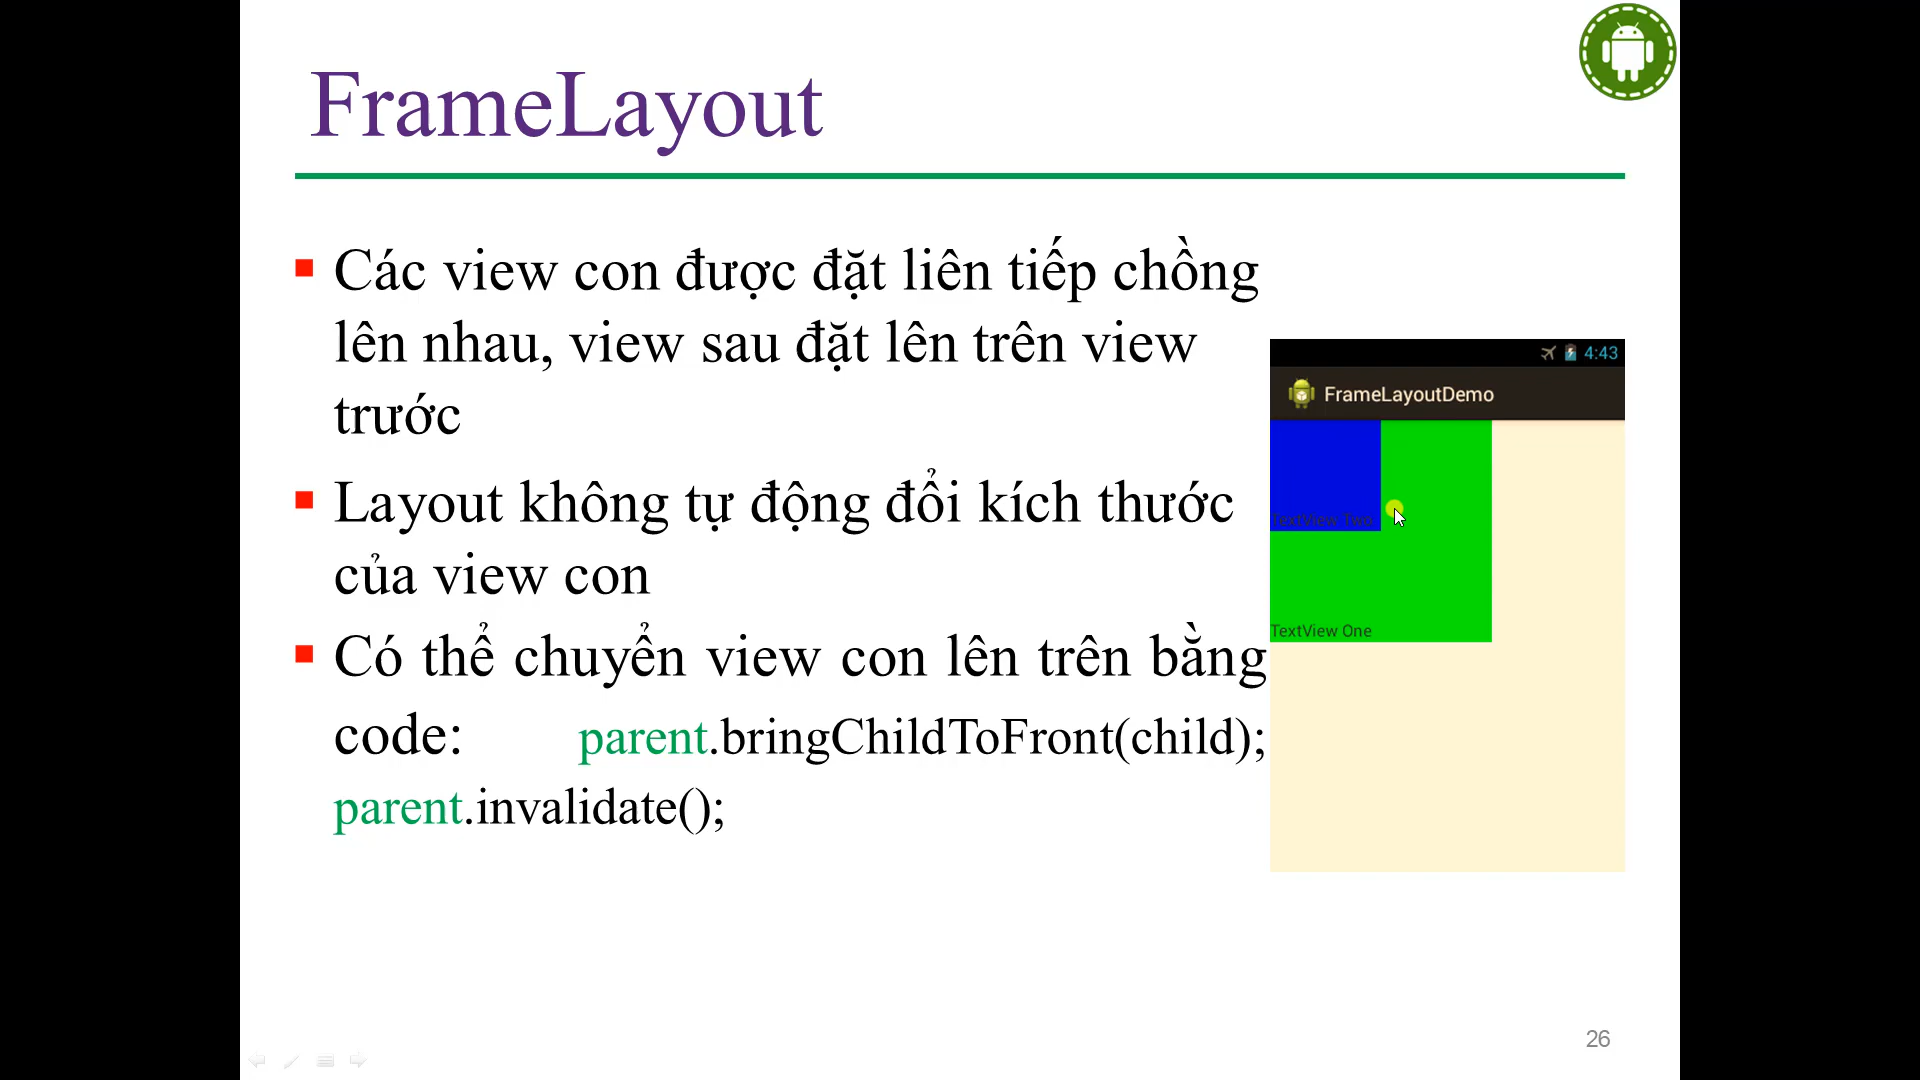 FrameLayout
Các view con được đặt liên tiếp chồng
lên nhau, view sau đặt lên trên view
trước
Layout không tự động đổi kích thước
của view con
Có thể chuyển view con lên trên bằng
code: parent.bringChildToFront(child);
parent.invalidate();
4:43
FrameLayoutDemo
TextView Two
TextView One
26